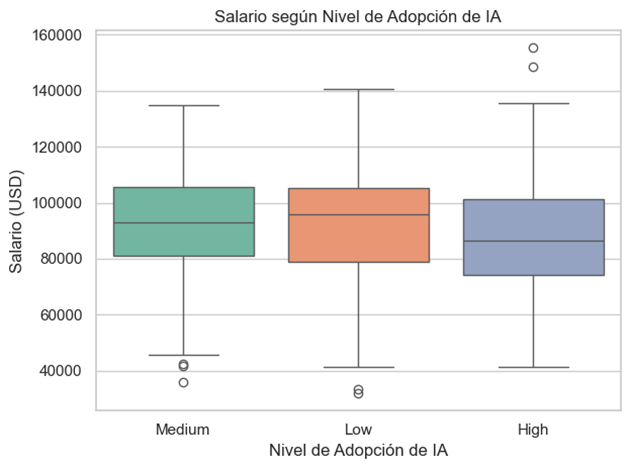 Salario según Nivel de Adopción de IA
Salario (USD)
160000
140000
120000
100000
80000
60000
40000
Medium Low High
Nivel de Adopción de IA